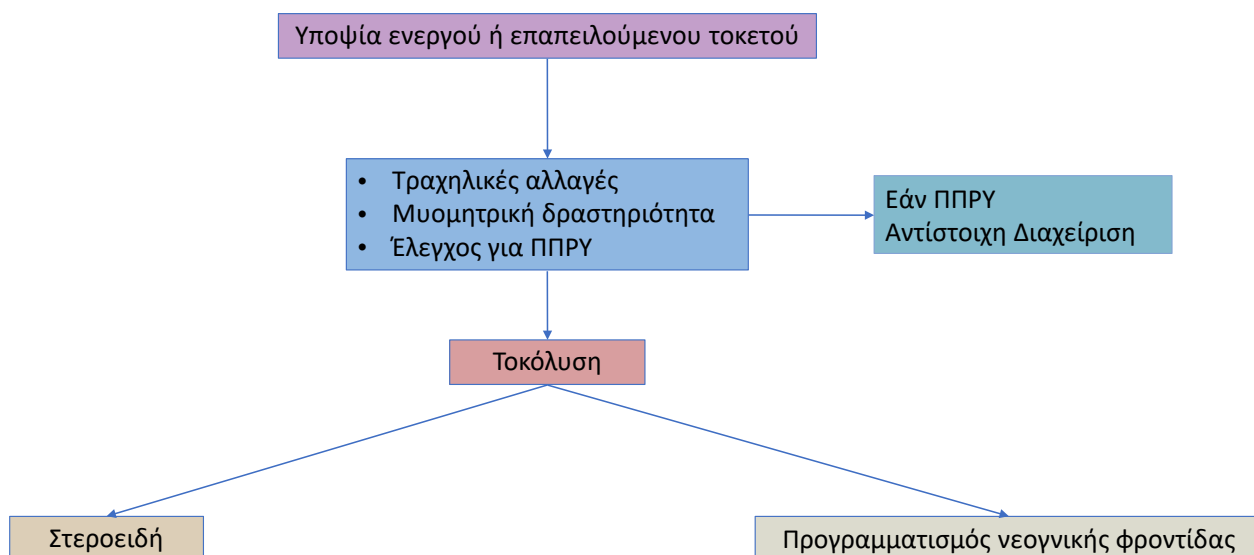 Υποψία ενεργού ή επαπειλούμενου τοκετού
• Τραχηλικές αλλαγές
• Μυομητρική δραστηριότητα
• Έλεγχος για ΠΠΡΥ
Εάν ΠΠΡΥ
Αντίστοιχη Διαχείριση
Τοκόλυση
Στεροειδή
Προγραμματισμός νεογνικής φροντίδας